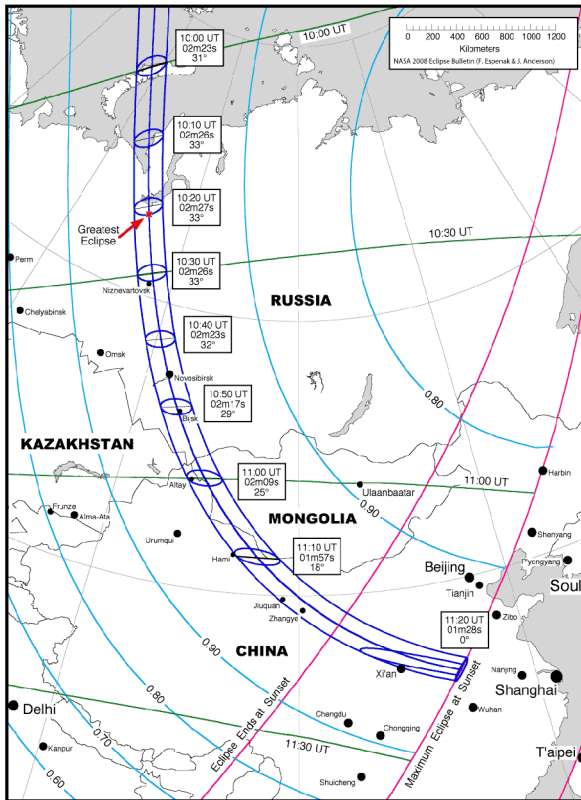 0 200 400 600 800 1000 1200
Kilometers
NASA 2008 Eclipse Bulletin (F. Espenak & J. Anderson)
10:00 UT
10:00 UT
02m23s
31°
10:10 UT
02m26s
33°
10:20 UT
02m27s
33°
Greatest
Eclipse
10:30 UT
10:30 UT
02m26s
33°
Perm
Niznevartovsk
RUSSIA
Chelyabinsk
10:40 UT
02m23s
32°
Omsk
Novosibirsk
10:50 UT
02m17s
29°
0.80
Bisk
KAZAKHSTAN
11:00 UT
02m09s
25°
Altay
Harbin
11:00 UT
Ulaanbaatar
0.90
Frunze
Alma-Ata
MONGOLIA
Urumqui
Shenyang
11:10 UT
01m57s
18°
Hami
Beijing
P'yongyang
Tianjin
Soul
Jiuquan
Zhangye
11:20 UT
01m28s
0°
Zibo
0.90
CHINA
Xi'an
Nanjing
Shanghai
Eclipse Ends at Sunset
Maximum Eclipse at Sunset
0.80
Delhi
Wuhan
Chengdu
Chongqing
0.70
11:30 UT
Kanpur
T'aipei
0.60
Shuicheng